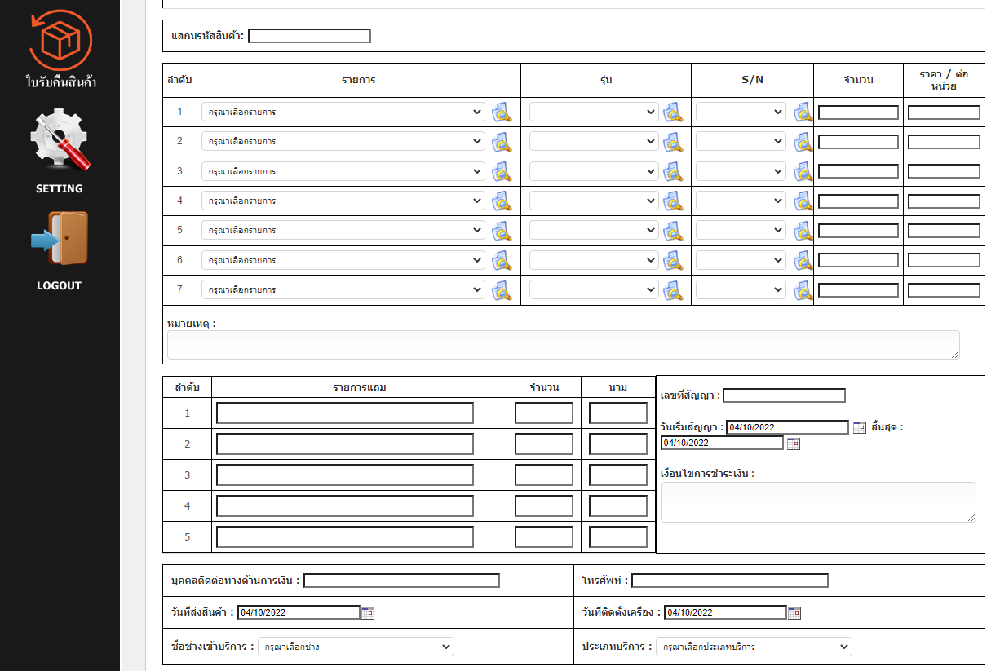 ใบรับคืนสินค้า
SETTING
LOGOUT
แสกนรหัสสินค้า:
ลำดับ รายการ รุ่น S/N จำนวน ราคา / ต่อ
หน่วย
1 กรุณาเลือกรายการ
2 กรุณาเลือกรายการ
3 กรุณาเลือกรายการ
4 กรุณาเลือกรายการ
5 กรุณาเลือกรายการ
6 กรุณาเลือกรายการ
7 กรุณาเลือกรายการ
หมายเหตุ :
ลำดับ รายการแถม จำนวน นาม
1
2
3
4
5
เลขที่สัญญา :
วันเริ่มสัญญา : 04/10/2022 สิ้นสุด :
04/10/2022
เงื่อนไขการชำระเงิน :
บุคคลติดต่อทางด้านการเงิน : โทรศัพท์ :
วันที่ส่งสินค้า : 04/10/2022 วันที่ติดตั้งเครื่อง : 04/10/2022
ชื่อช่างเข้าบริการ : กรุณาเลือกช่าง ประเภทบริการ : กรุณาเลือกประเภทบริการ